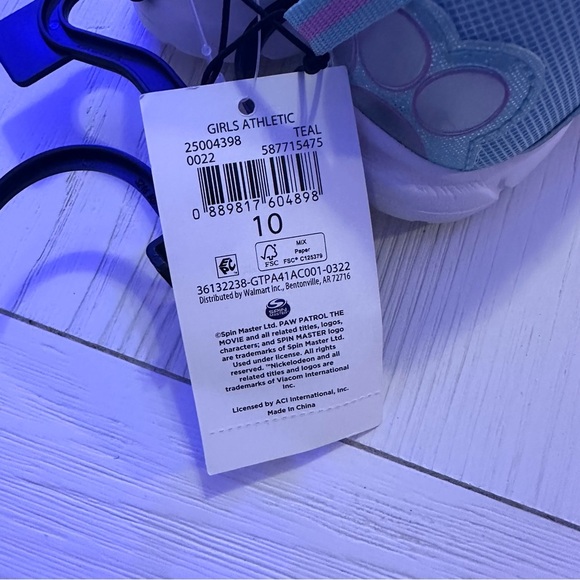 GIRLS ATHLETIC
25004398 TEAL
0022 587715475
0 889817 604898
10
EPC
FSC
MIX
Paper
FSC® C125379
36132238-GTPA41AC001-0322
Distributed by Walmart Inc., Bentonville, AR 72716
©Spin Master Ltd. PAW PATROL THE
MOVIE and all related titles, logos,
characters; and SPIN MASTER logo
are trademarks of Spin Master Ltd.
Used under license. All rights
reserved. ™Nickelodeon and all
related titles and logos are
trademarks of Viacom International
Inc.
Licensed by ACI International, Inc.
Made In China